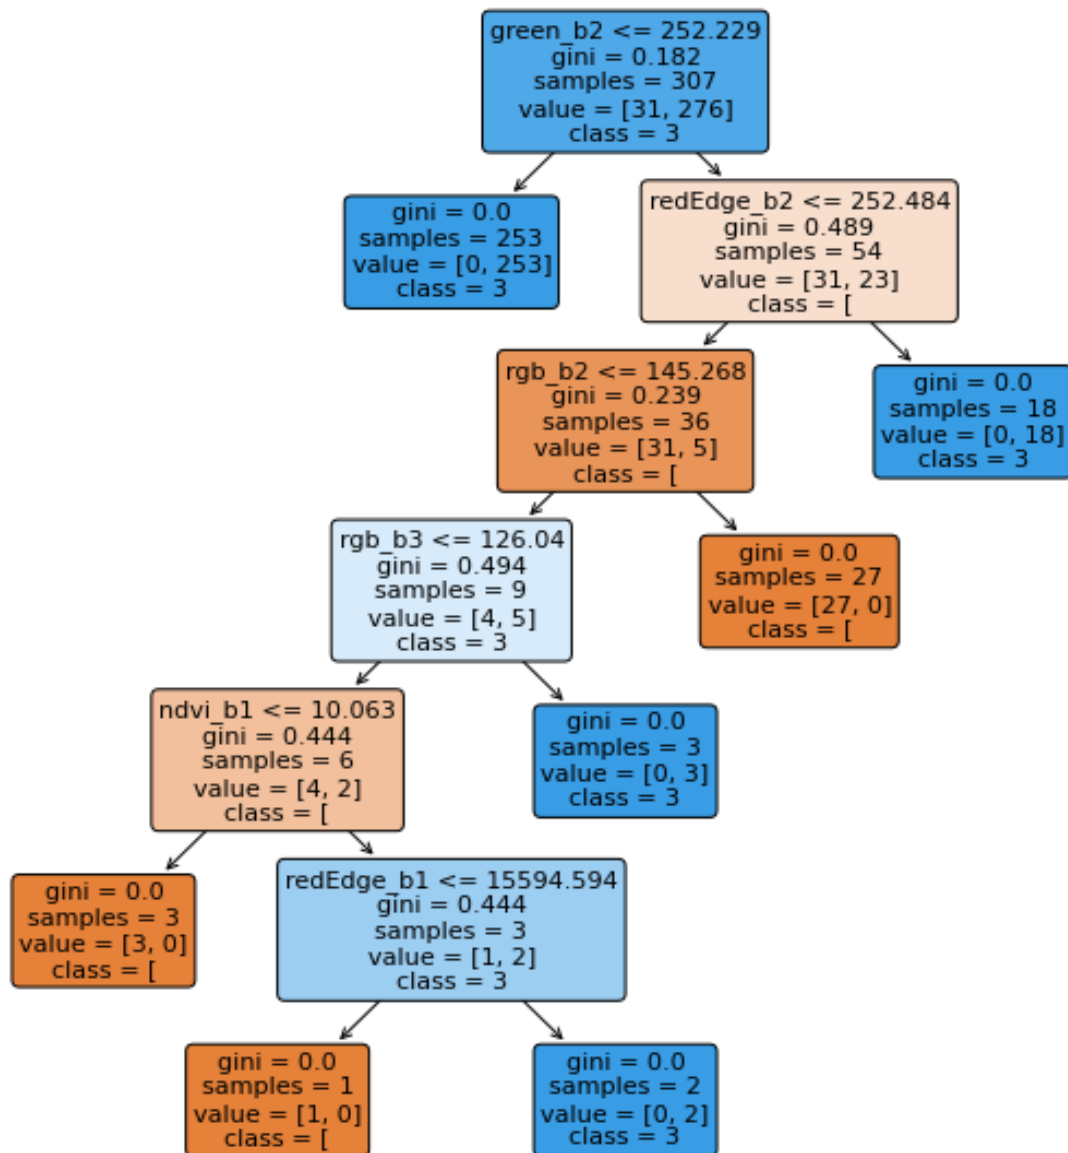 green_b2 <= 252.229
gini = 0.182
samples = 307
value = [31, 276]
class = 3
gini = 0.0
samples = 253
value = [0, 253]
class = 3
redEdge_b2 <= 252.484
gini = 0.489
samples = 54
value = [31, 23]
class = [
rgb_b2 <= 145.268
gini = 0.239
samples = 36
value = [31, 5]
class = [
gini = 0.0
samples = 18
value = [0, 18]
class = 3
rgb_b3 <= 126.04
gini = 0.494
samples = 9
value = [4, 5]
class = 3
gini = 0.0
samples = 27
value = [27, 0]
class = [
ndvi_b1 <= 10.063
gini = 0.444
samples = 6
value = [4, 2]
class = [
gini = 0.0
samples = 3
value = [0, 3]
class = 3
gini = 0.0
samples = 3
value = [3, 0]
class = [
redEdge_b1 <= 15594.594
gini = 0.444
samples = 3
value = [1, 2]
class = 3
gini = 0.0
samples = 1
value = [1, 0]
class = [
gini = 0.0
samples = 2
value = [0, 2]
class = 3